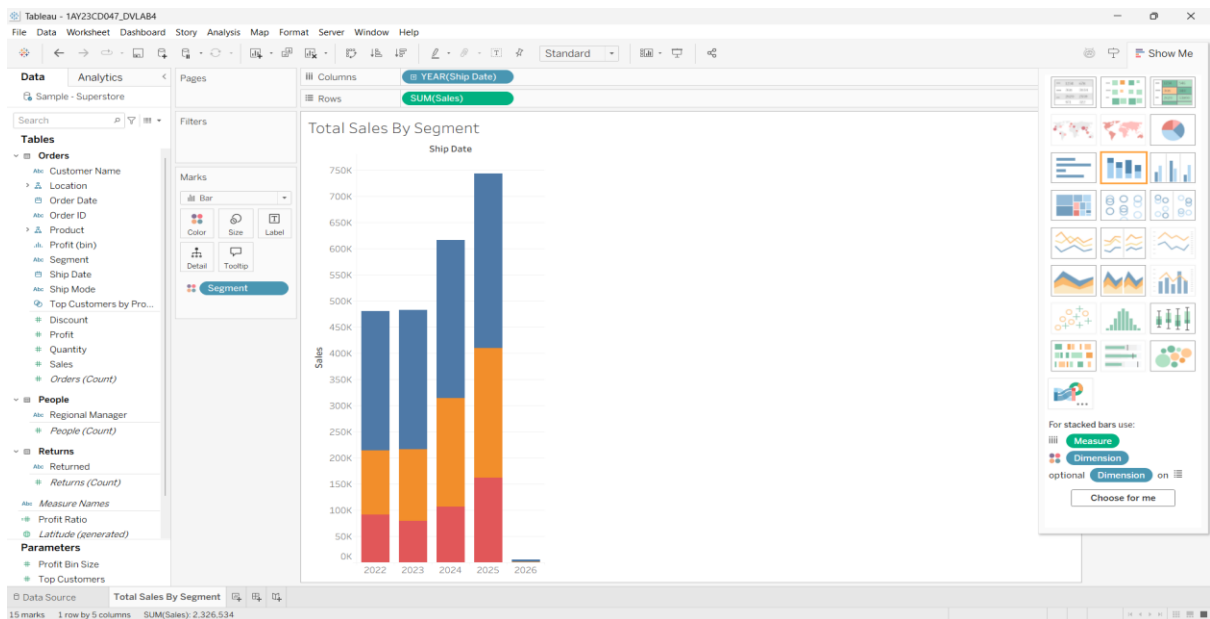 Tableau - 1AY23CD047_DVLAB4
File Data Worksheet Dashboard Story Analysis Map Format Server Window Help
Standard
Show Me
Data Analytics
Sample - Superstore
Search
Tables
Orders
Abc Customer Name
Location
Order Date
Abc Order ID
Product
Profit (bin)
Abc Segment
Ship Date
Abc Ship Mode
Top Customers by Pro...
# Discount
# Profit
# Quantity
# Sales
# Orders (Count)
People
Abc Regional Manager
# People (Count)
Returns
Abc Returned
# Returns (Count)
Abc Measure Names
Profit Ratio
Latitude (generated)
Parameters
# Profit Bin Size
# Top Customers
Pages
Filters
Marks
Bar
Color Size Label
Detail Tooltip
Segment
Columns YEAR(Ship Date)
Rows SUM(Sales)
Total Sales By Segment
Ship Date
Sales
750K
700K
650K
600K
550K
500K
450K
400K
350K
300K
250K
200K
150K
100K
50K
0K
2022 2023 2024 2025 2026
For stacked bars use:
Measure
Dimension
optional Dimension on
Choose for me
Data Source Total Sales By Segment
15 marks 1 row by 5 columns SUM(Sales): 2,326,534